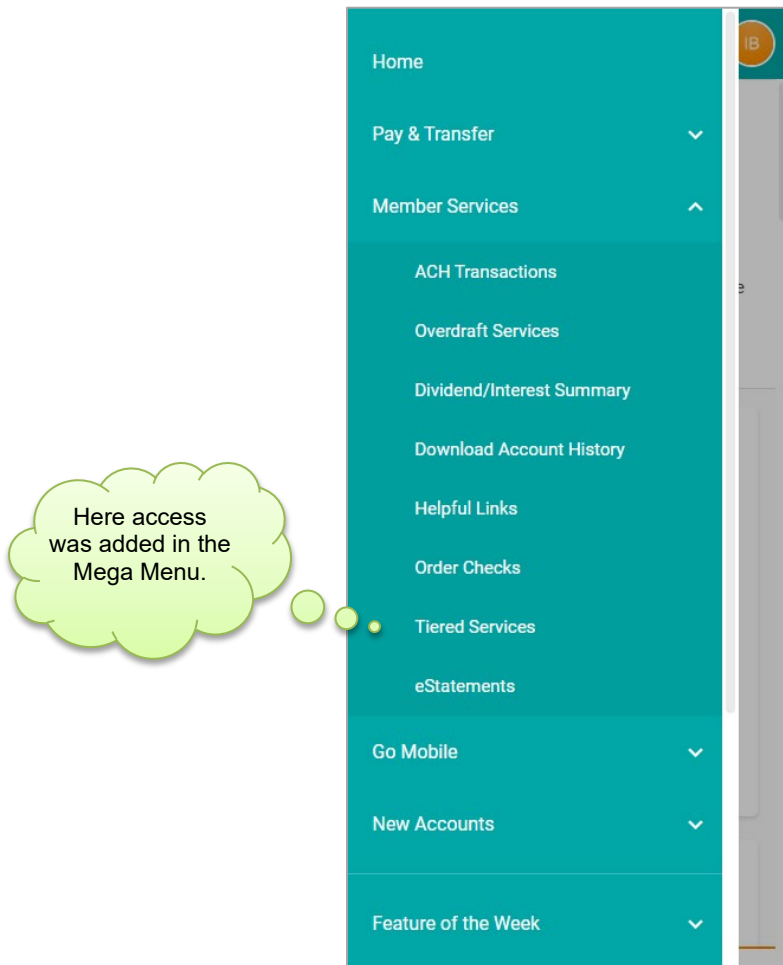 IB
Home
Pay & Transfer
Member Services
ACH Transactions
e
Overdraft Services
Dividend/Interest Summary
Download Account History
Here access
was added in the
Mega Menu.
Helpful Links
Order Checks
Tiered Services
eStatements
Go Mobile
New Accounts
Feature of the Week